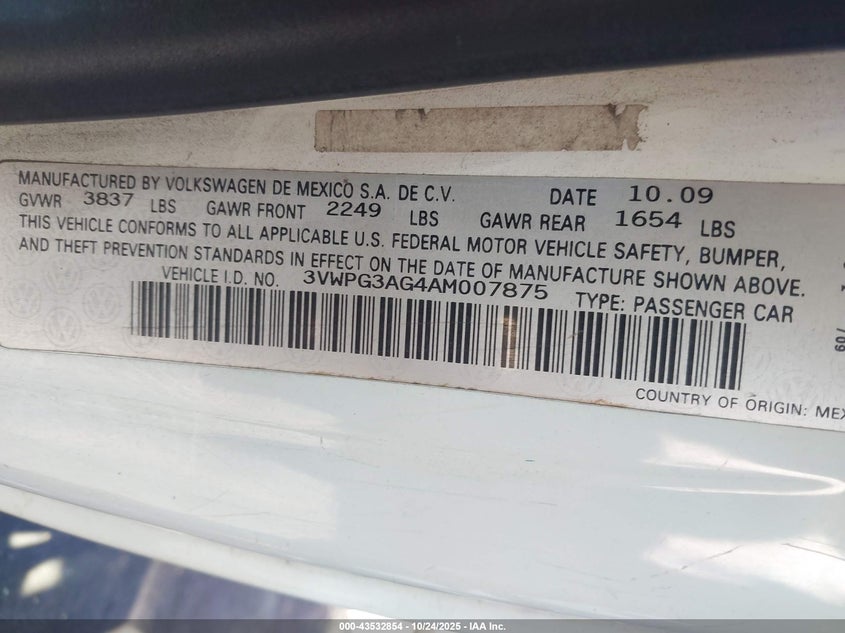 MANUFACTURED BY VOLKSWAGEN DE MEXICO S.A. DE C.V. DATE 10.09
GVWR 3837 LBS GAWR FRONT 2249 LBS GAWR REAR 1654 LBS
THIS VEHICLE CONFORMS TO ALL APPLICABLE U.S. FEDERAL MOTOR VEHICLE SAFETY, BUMPER,
AND THEFT PREVENTION STANDARDS IN EFFECT ON THE DATE OF MANUFACTURE SHOWN ABOVE.
VEHICLE I.D. NO. 3VWPG3AG4AM007875 TYPE: PASSENGER CAR
COUNTRY OF ORIGIN: MEX
/09
000-43532854 - 10/24/2025 - IAA Inc.